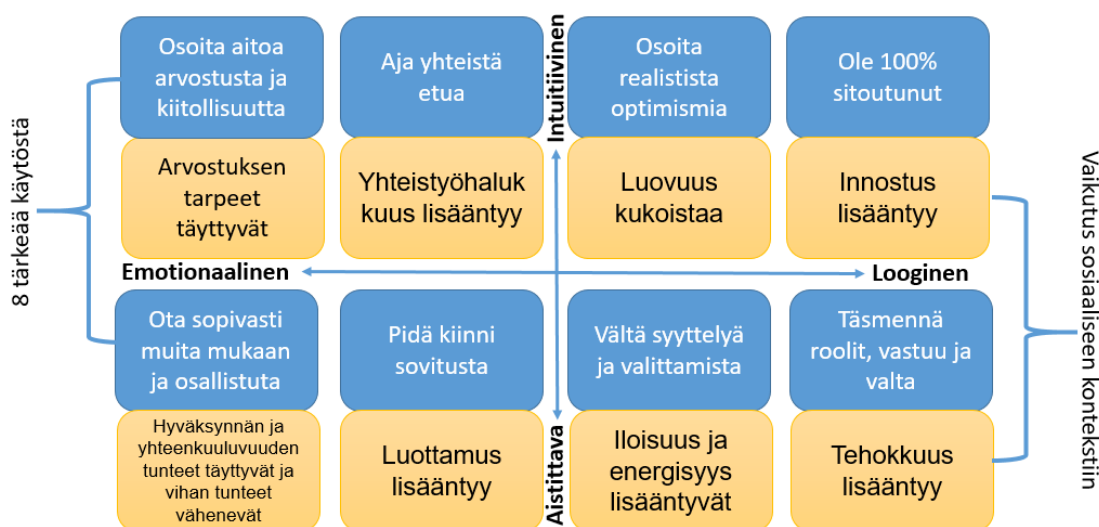 Osoita aitoa
arvostusta ja
kiitollisuutta
Aja yhteistä
etua
Osoita
realistista
optimismia
Ole 100%
sitoutunut
Arvostuksen
tarpeet
täyttyvät
Yhteistyöhaluk
kuus lisääntyy
Luovuus
kukoistaa
Innostus
lisääntyy
Intuitiivinen
8 tärkeää käytöstä
Vaikutus sosiaaliseen kontekstiin
Emotionaalinen
Looginen
Ota sopivasti
muita mukaan
ja osallistuta
Pidä kiinni
sovitusta
Vältä syyttelyä
ja valittamista
Täsmennä
roolit, vastuu ja
valta
Hyväksynnän ja
yhteenkuuluvuuden
tunteet täyttyvät ja
vihan tunteet
vähenevät
Luottamus
lisääntyy
Iloisuus ja
energisyys
lisääntyvät
Tehokkuus
lisääntyy
Aistittava